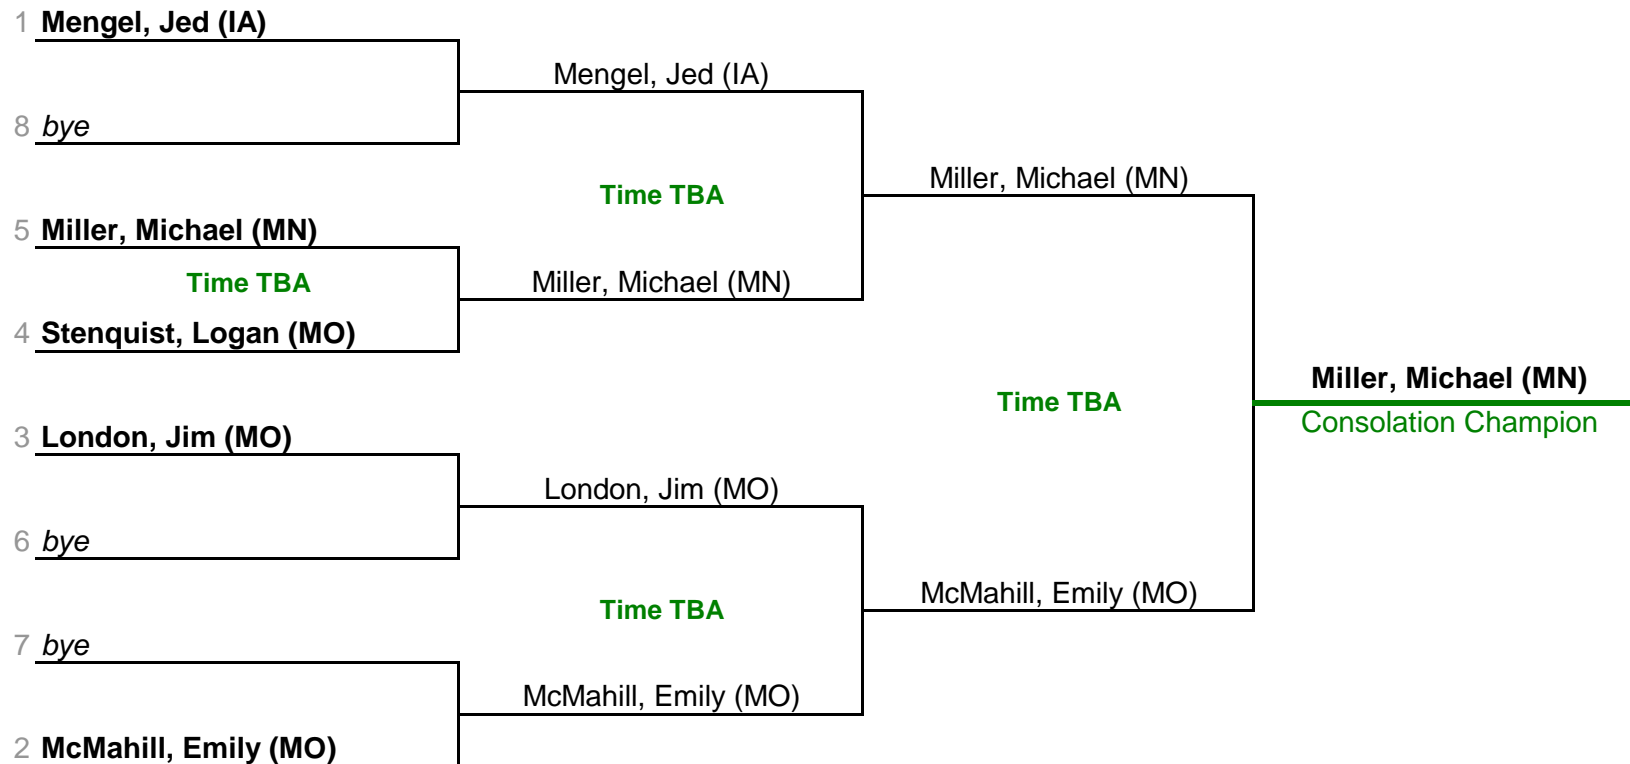 1 Mengel, Jed (IA)
Mengel, Jed (IA)
8 bye
Time TBA
Miller, Michael (MN)
5 Miller, Michael (MN)
Time TBA
Miller, Michael (MN)
4 Stenquist, Logan (MO)
Miller, Michael (MN)
Time TBA
Consolation Champion
3 London, Jim (MO)
London, Jim (MO)
6 bye
Time TBA
McMahill, Emily (MO)
7 bye
McMahill, Emily (MO)
2 McMahill, Emily (MO)